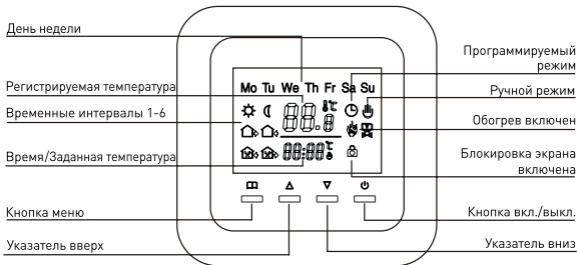 День недели
Программируемый
режим
Mo Tu We Th Fr Sa Su
Регистрируемая температура
Ручной режим
88.8
Временные интервалы 1-6
Обогрев включен
Время/Заданная температура
88:88
Блокировка экрана
включена
Кнопка меню
Кнопка вкл./выкл.
Указатель вверх
Указатель вниз